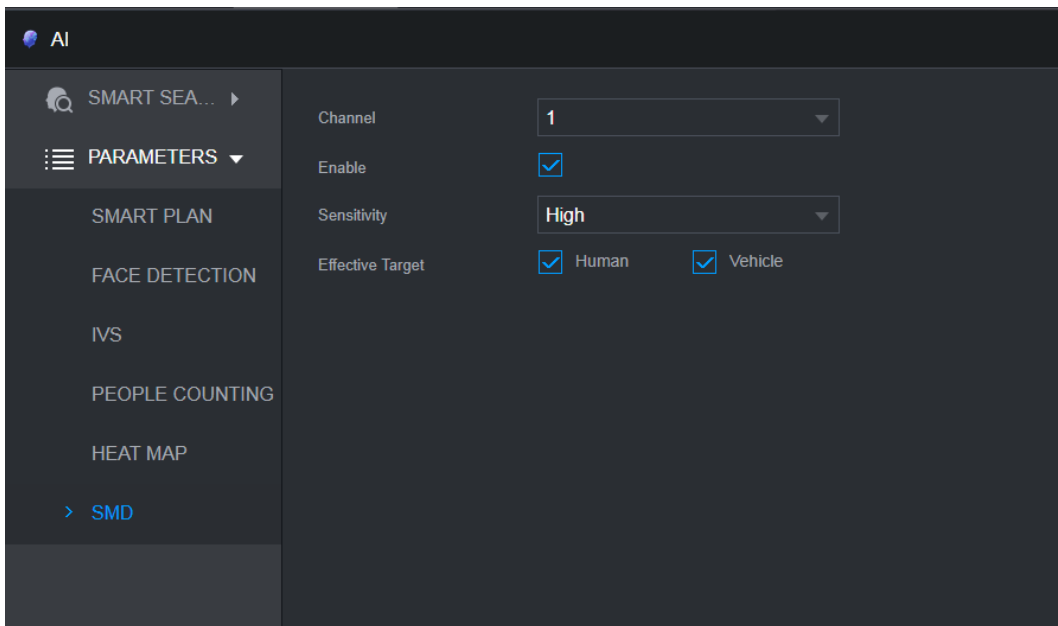 AI
SMART SEA...
PARAMETERS
SMART PLAN
FACE DETECTION
IVS
PEOPLE COUNTING
HEAT MAP
SMD
Channel 1
Enable
Sensitivity High
Effective Target Human Vehicle